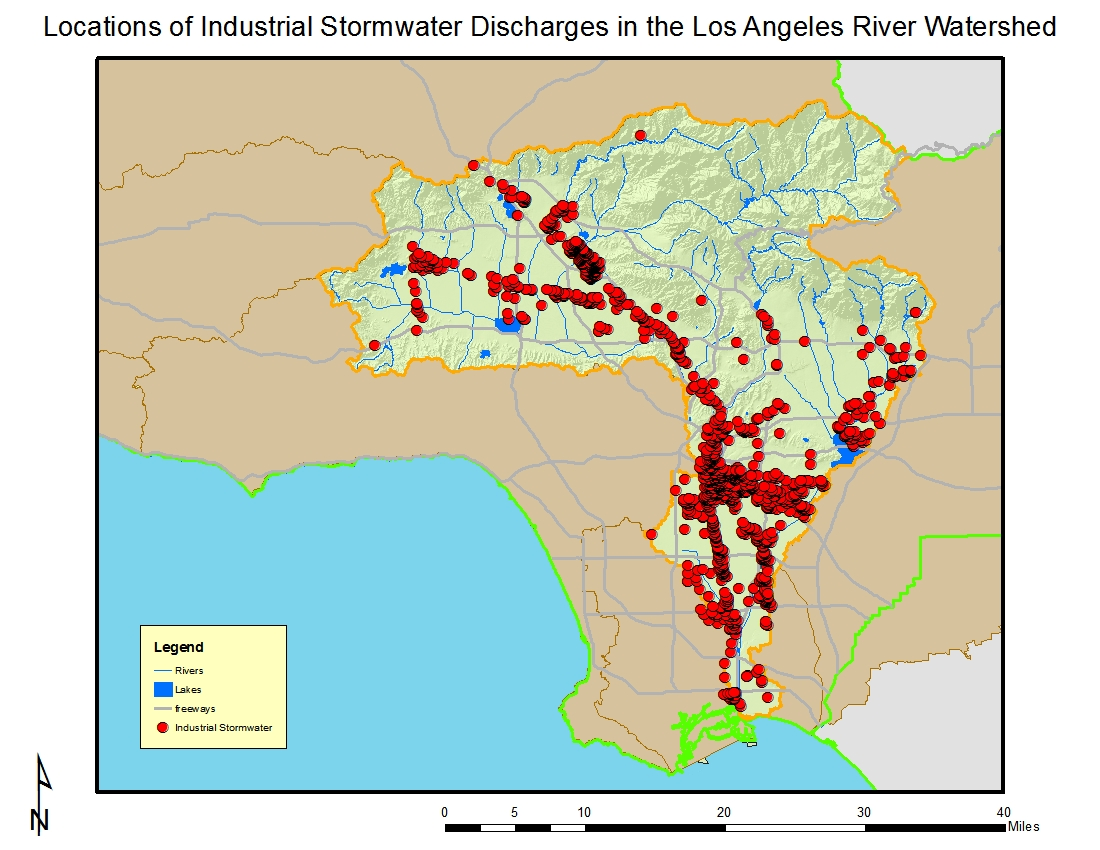 Locations of Industrial Stormwater Discharges in the Los Angeles River Watershed
Legend
Rivers
Lakes
freeways
Industrial Stormwater
N
0 5 10 20 30 40
Miles